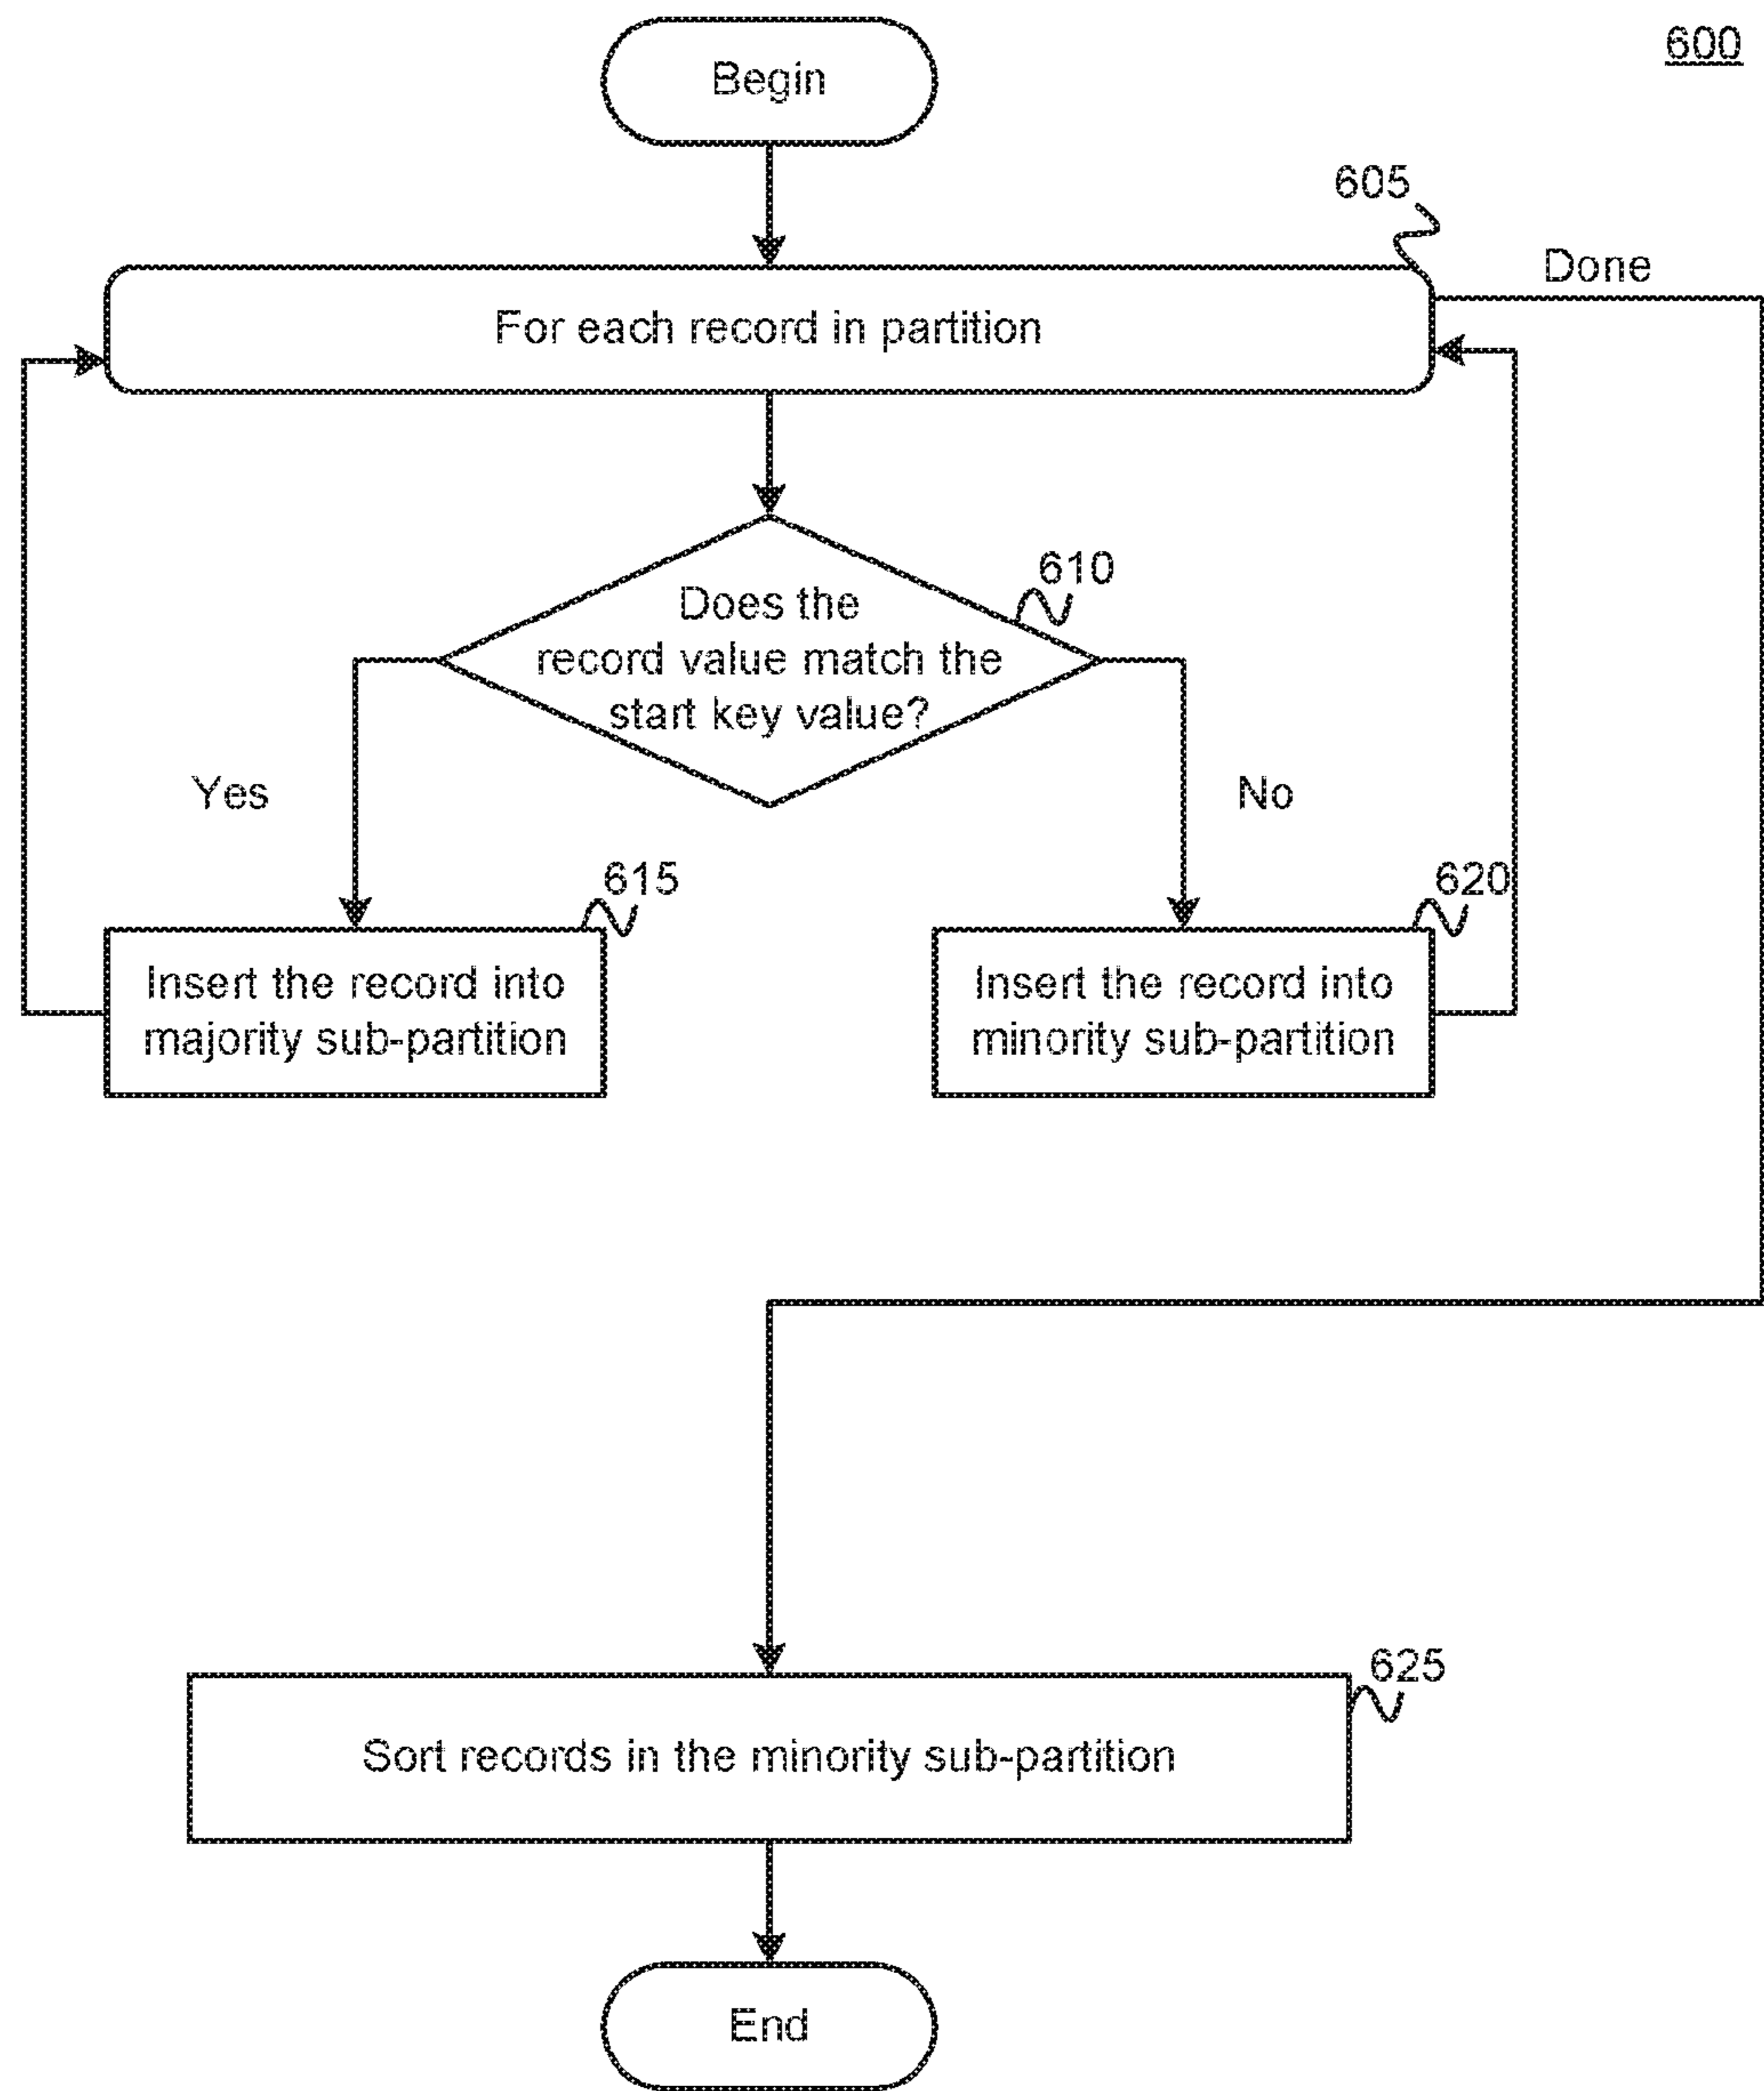 600
Begin
605
Done
For each record in partition
610
Does the
record value match the
start key value?
Yes
No
615
620
Insert the record into
majority sub-partition
Insert the record into
minority sub-partition
625
Sort records in the minority sub-partition
End